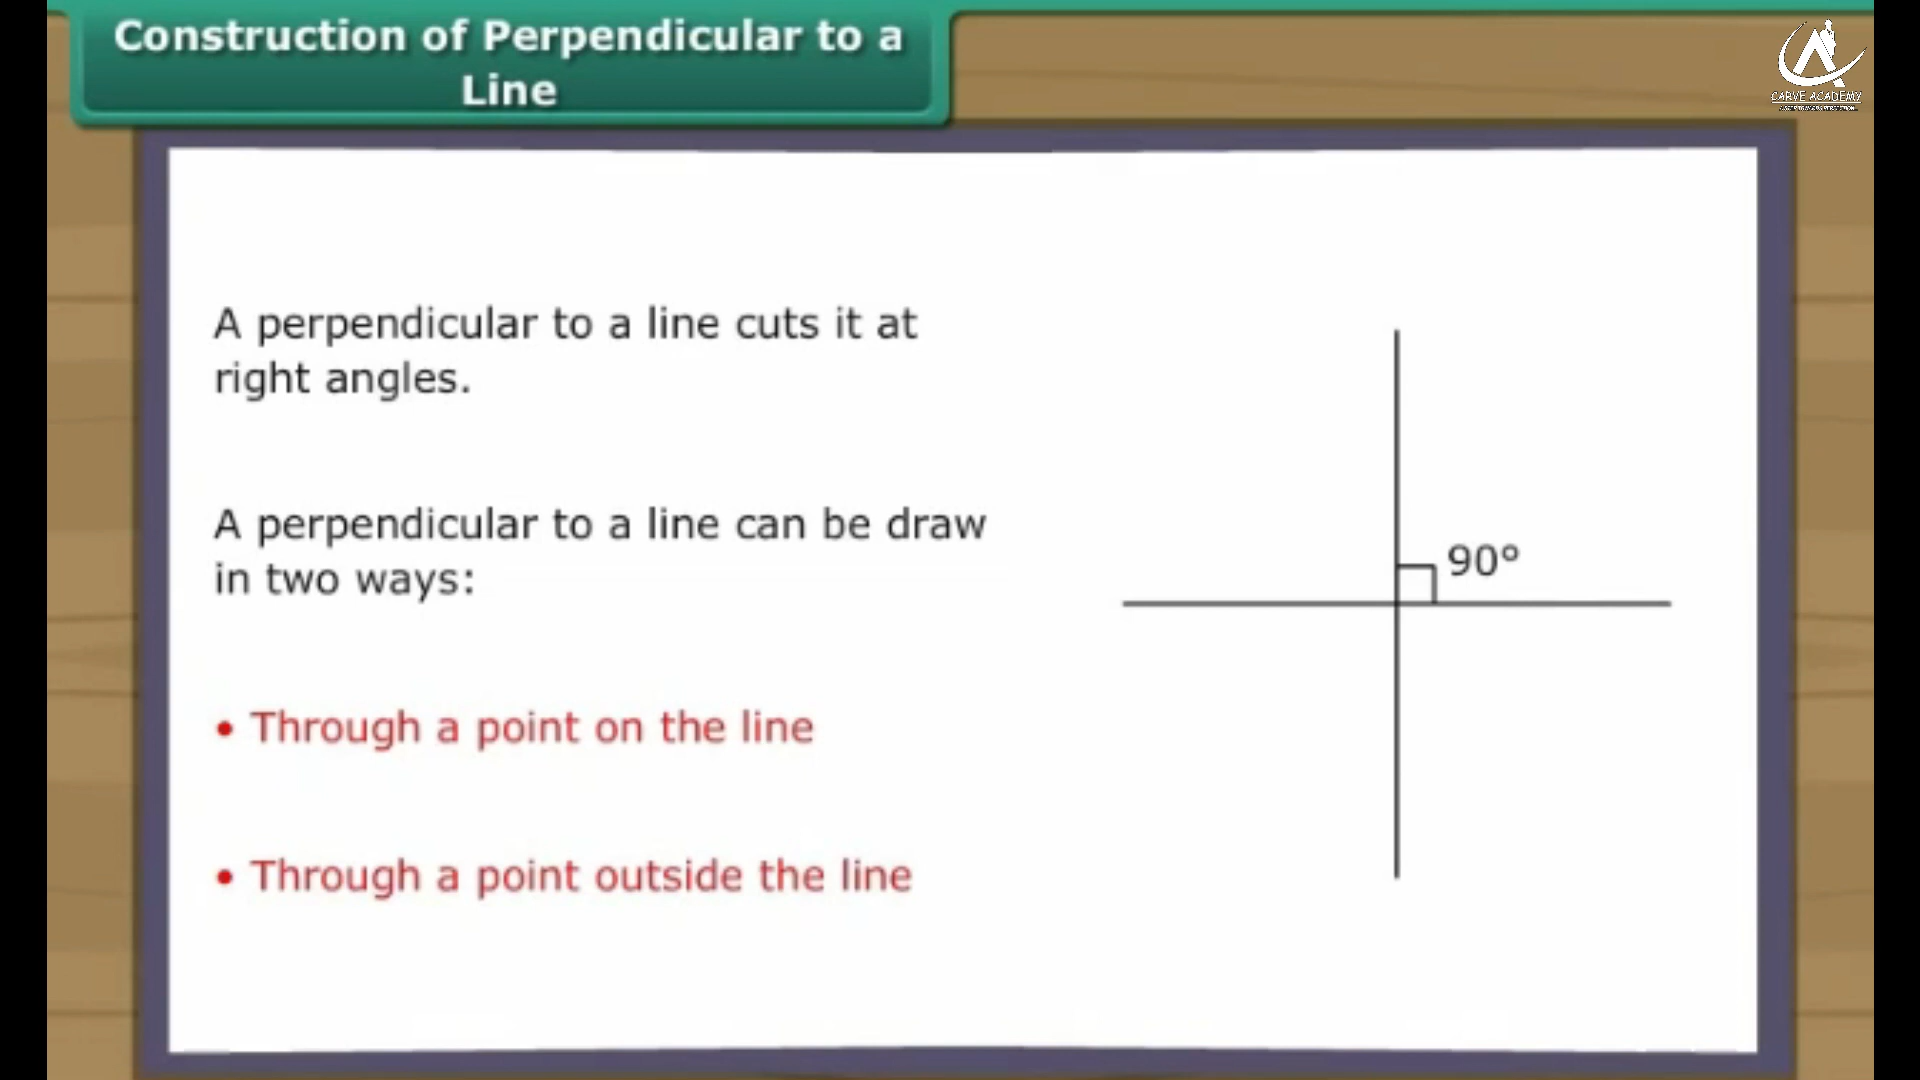 Construction of Perpendicular to a
Line
CARVE ACADEMY
A perpendicular to a line cuts it at
right angles.
A perpendicular to a line can be draw
in two ways:
• Through a point on the line
• Through a point outside the line
90°